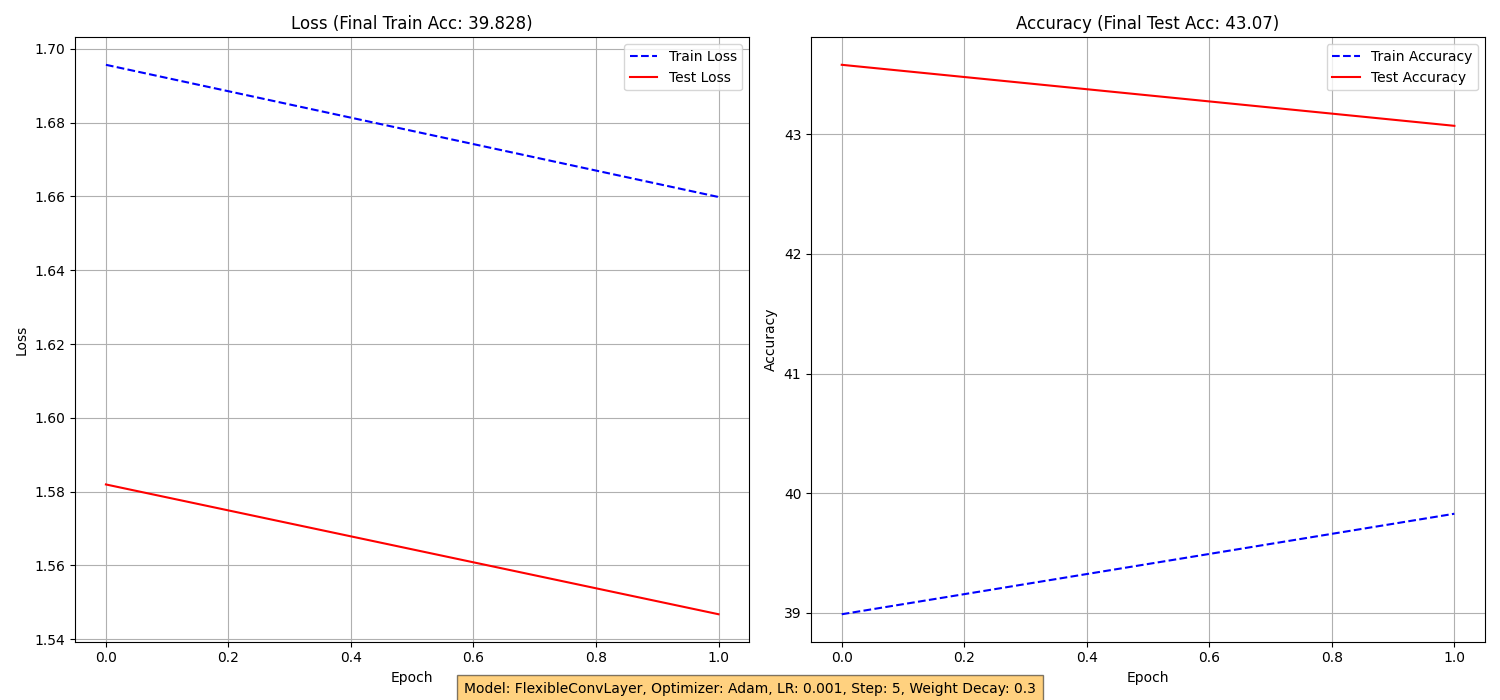 Loss (Final Train Acc: 39.828)
1.70
1.68
1.66
1.64
1.62
1.60
1.58
1.56
1.54
Loss
Train Loss
Test Loss
0.0 0.2 0.4 0.6 0.8 1.0
Epoch
Accuracy (Final Test Acc: 43.07)
43
42
41
40
39
Accuracy
Train Accuracy
Test Accuracy
0.0 0.2 0.4 0.6 0.8 1.0
Epoch
Model: FlexibleConvLayer, Optimizer: Adam, LR: 0.001, Step: 5, Weight Decay: 0.3